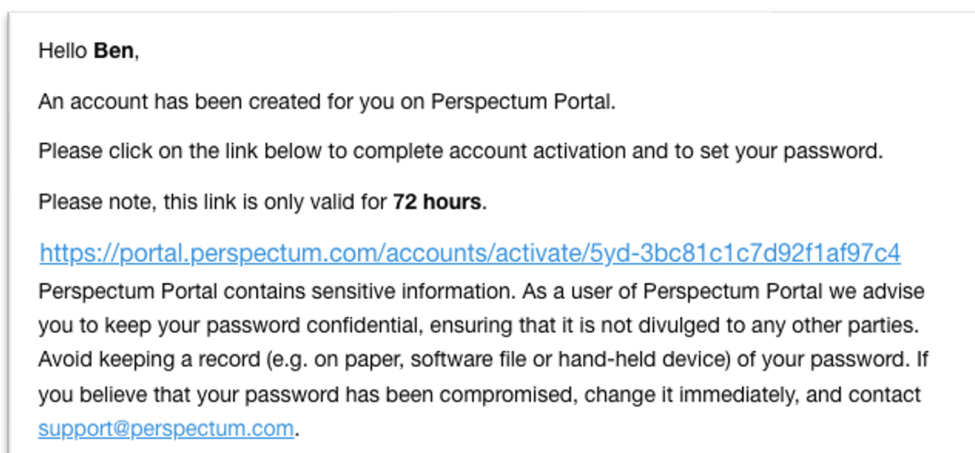 Hello Ben,
An account has been created for you on Perspectum Portal.
Please click on the link below to complete account activation and to set your password.
Please note, this link is only valid for 72 hours.
https://portal.perspectum.com/accounts/activate/5yd-3bc81c1c7d92f1af97c4
Perspectum Portal contains sensitive information. As a user of Perspectum Portal we advise
you to keep your password confidential, ensuring that it is not divulged to any other parties.
Avoid keeping a record (e.g. on paper, software file or hand-held device) of your password. If
you believe that your password has been compromised, change it immediately, and contact
support@perspectum.com.